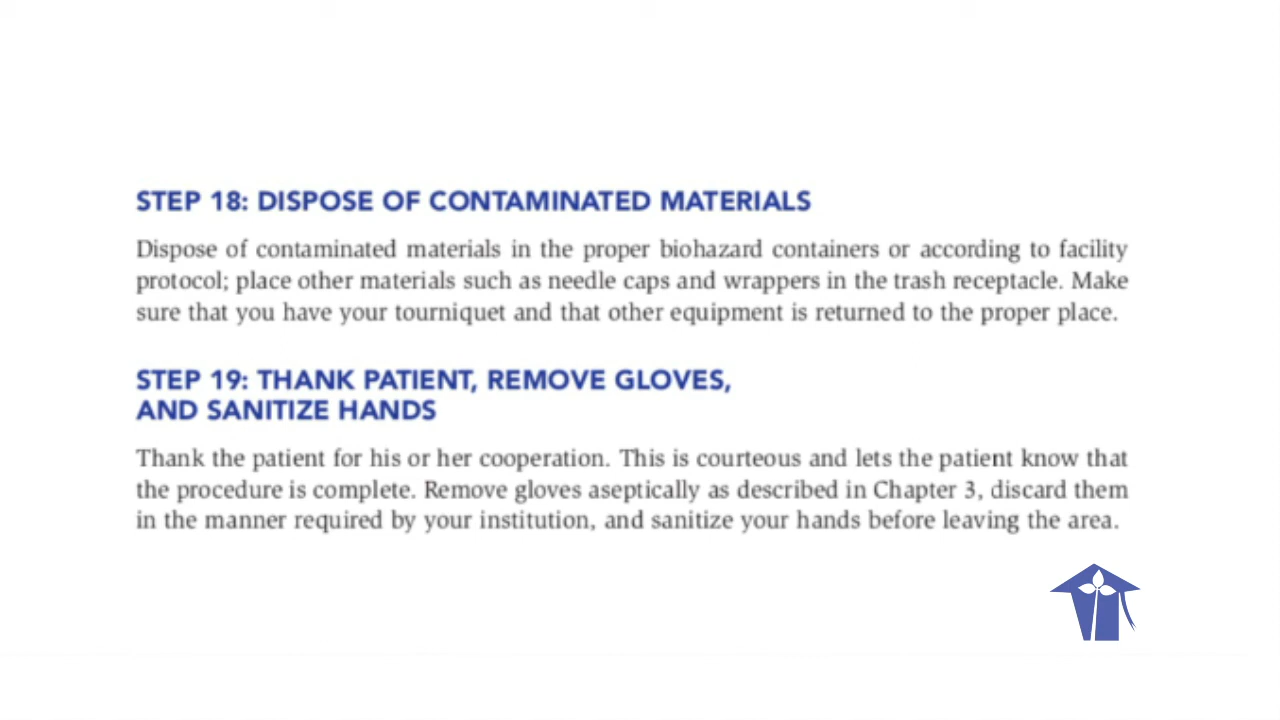 STEP 18: DISPOSE OF CONTAMINATED MATERIALS
Dispose of contaminated materials in the proper biohazard containers or according to facility
protocol; place other materials such as needle caps and wrappers in the trash receptacle. Make
sure that you have your tourniquet and that other equipment is returned to the proper place.
STEP 19: THANK PATIENT, REMOVE GLOVES,
AND SANITIZE HANDS
Thank the patient for his or her cooperation. This is courteous and lets the patient know that
the procedure is complete. Remove gloves aseptically as described in Chapter 3, discard them
in the manner required by your institution, and sanitize your hands before leaving the area.